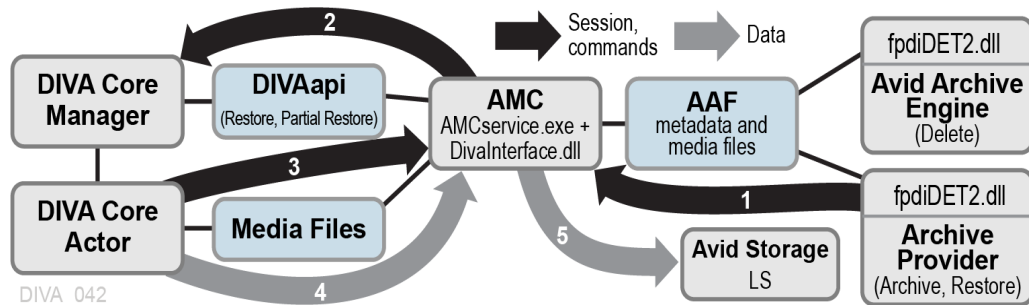 2
Session,
commands
Data
fpdiDET2.dll
Avid Archive
Engine
(Delete)
DIVA Core
Manager
DIVAapi
(Restore, Partial Restore)
AMC
AMCservice.exe +
DivaInterface.dll
AAF
metadata and
media files
3
1
DIVA Core
Actor
Media Files
4
5
Avid Storage
LS
fpdiDET2.dll
Archive
Provider
(Archive, Restore)
DIVA 042